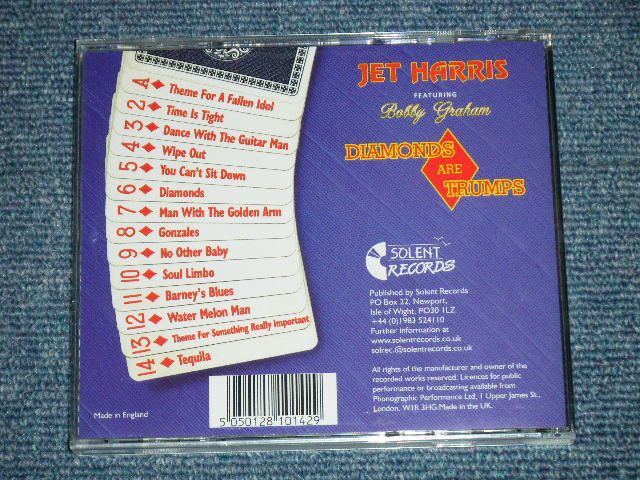 A ♦ Theme For A Fallen Idol
2 ♦ Time Is Tight
3 ♦ Dance With The Guitar Man
4 ♦ Wipe Out
5 ♦ You Can't Sit Down
6 ♦ Diamonds
7 ♦ Man With The Golden Arm
8 ♦ Gonzales
9 ♦ No Other Baby
10 ♦ Soul Limbo
11 ♦ Barney's Blues
12 ♦ Water Melon Man
13 ♦ Theme For Something Really Important
14 ♦ Tequila
Made in England
5 050128 101429
JET HARRIS
FEATURING
Bobby Graham
DIAMONDS
ARE
TRUMPS
SOLENT
RECORDS
Published by Solent Records
PO Box 22, Newport,
Isle of Wight, PO30 1LZ
+44 (0)1983 524110
Further information at
www.solentrecords.co.uk
solrec.@solentrecords.co.uk
All rights of the manufacturer and owner of the
recorded works reserved. Licences for public
performance or broadcasting available from
Phonographic Performance Ltd, 1 Upper James St.,
London, W1R 3HG.Made in the UK.